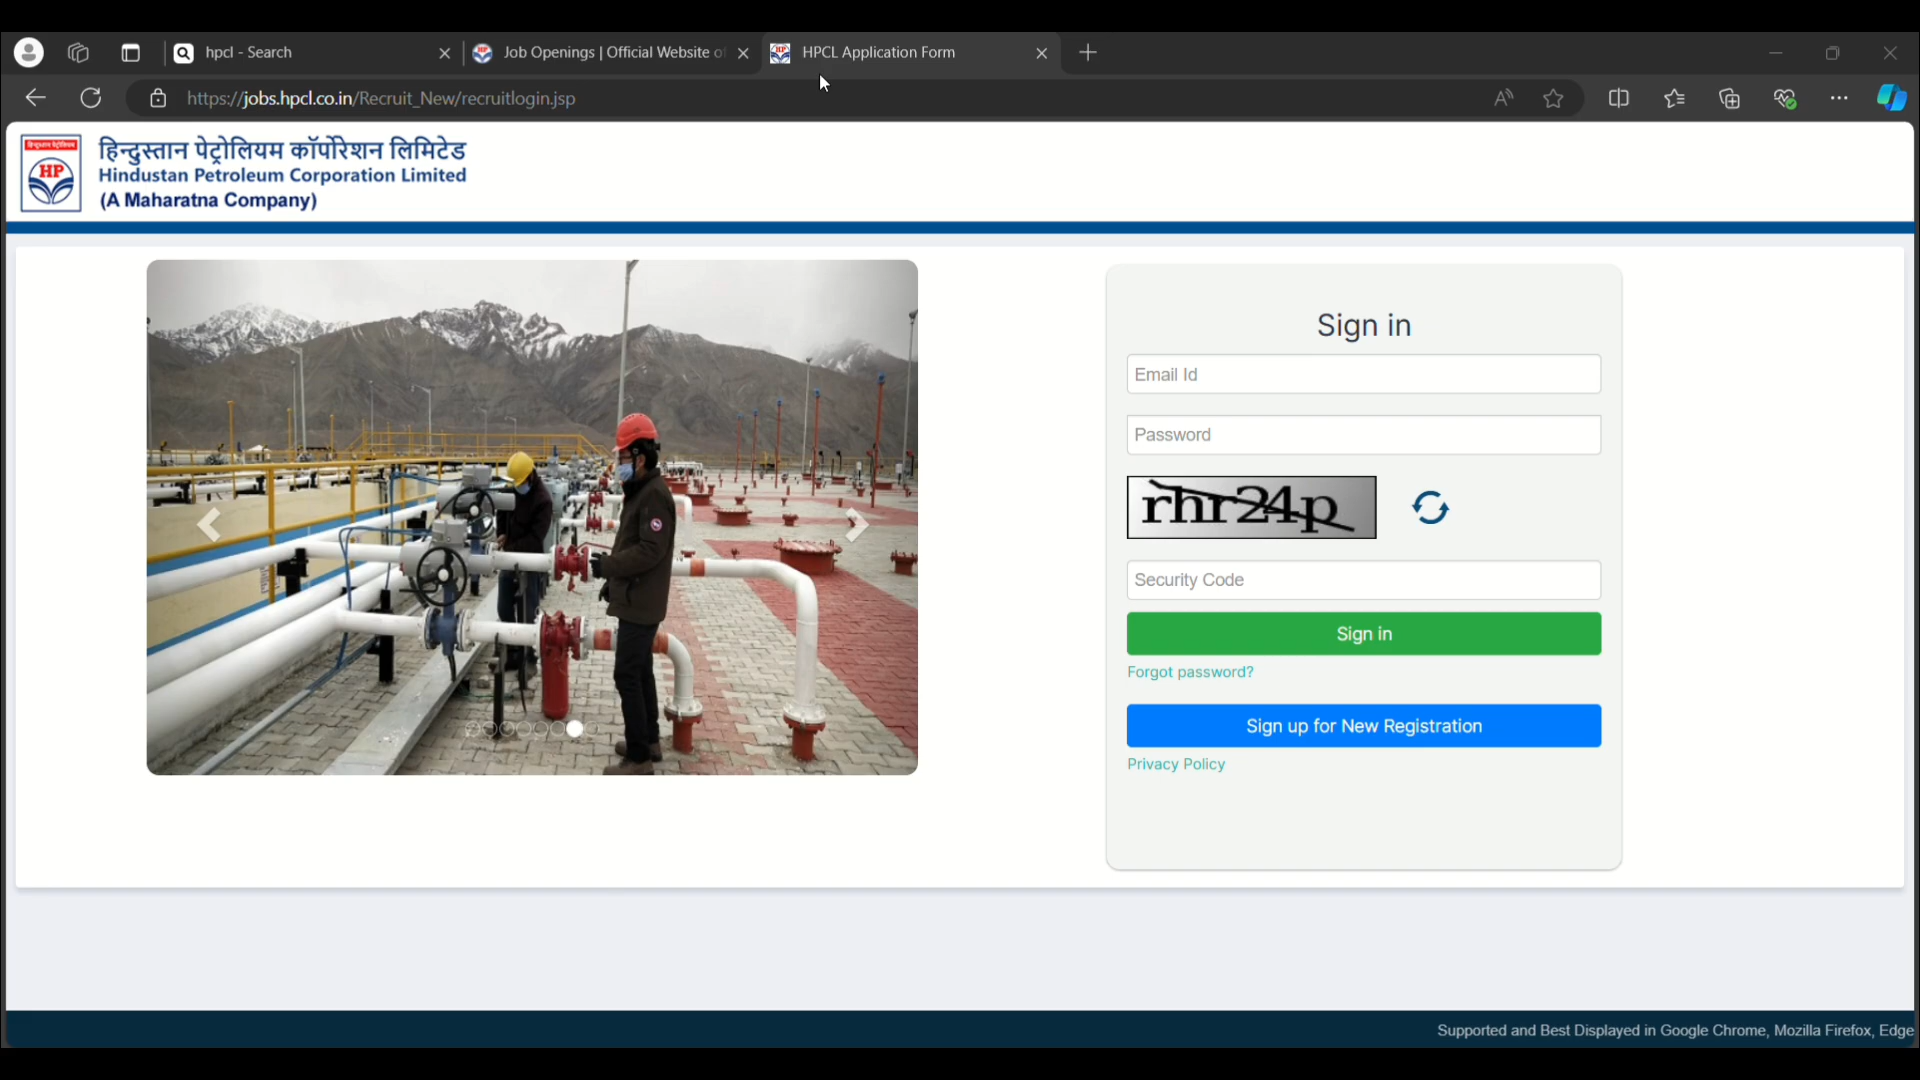 hpcl - Search
Job Openings | Official Website of
HPCL Application Form
https://jobs.hpcl.co.in/Recruit_New/recruitlogin.jsp
हिन्दुस्तान पेट्रोलियम
HP
हिन्दुस्तान पेट्रोलियम कॉर्पोरेशन लिमिटेड
Hindustan Petroleum Corporation Limited
(A Maharatna Company)
Sign in
Email Id
Password
rhr24p
Security Code
Sign in
Forgot password?
Sign up for New Registration
Privacy Policy
Supported and Best Displayed in Google Chrome, Mozilla Firefox, Edge